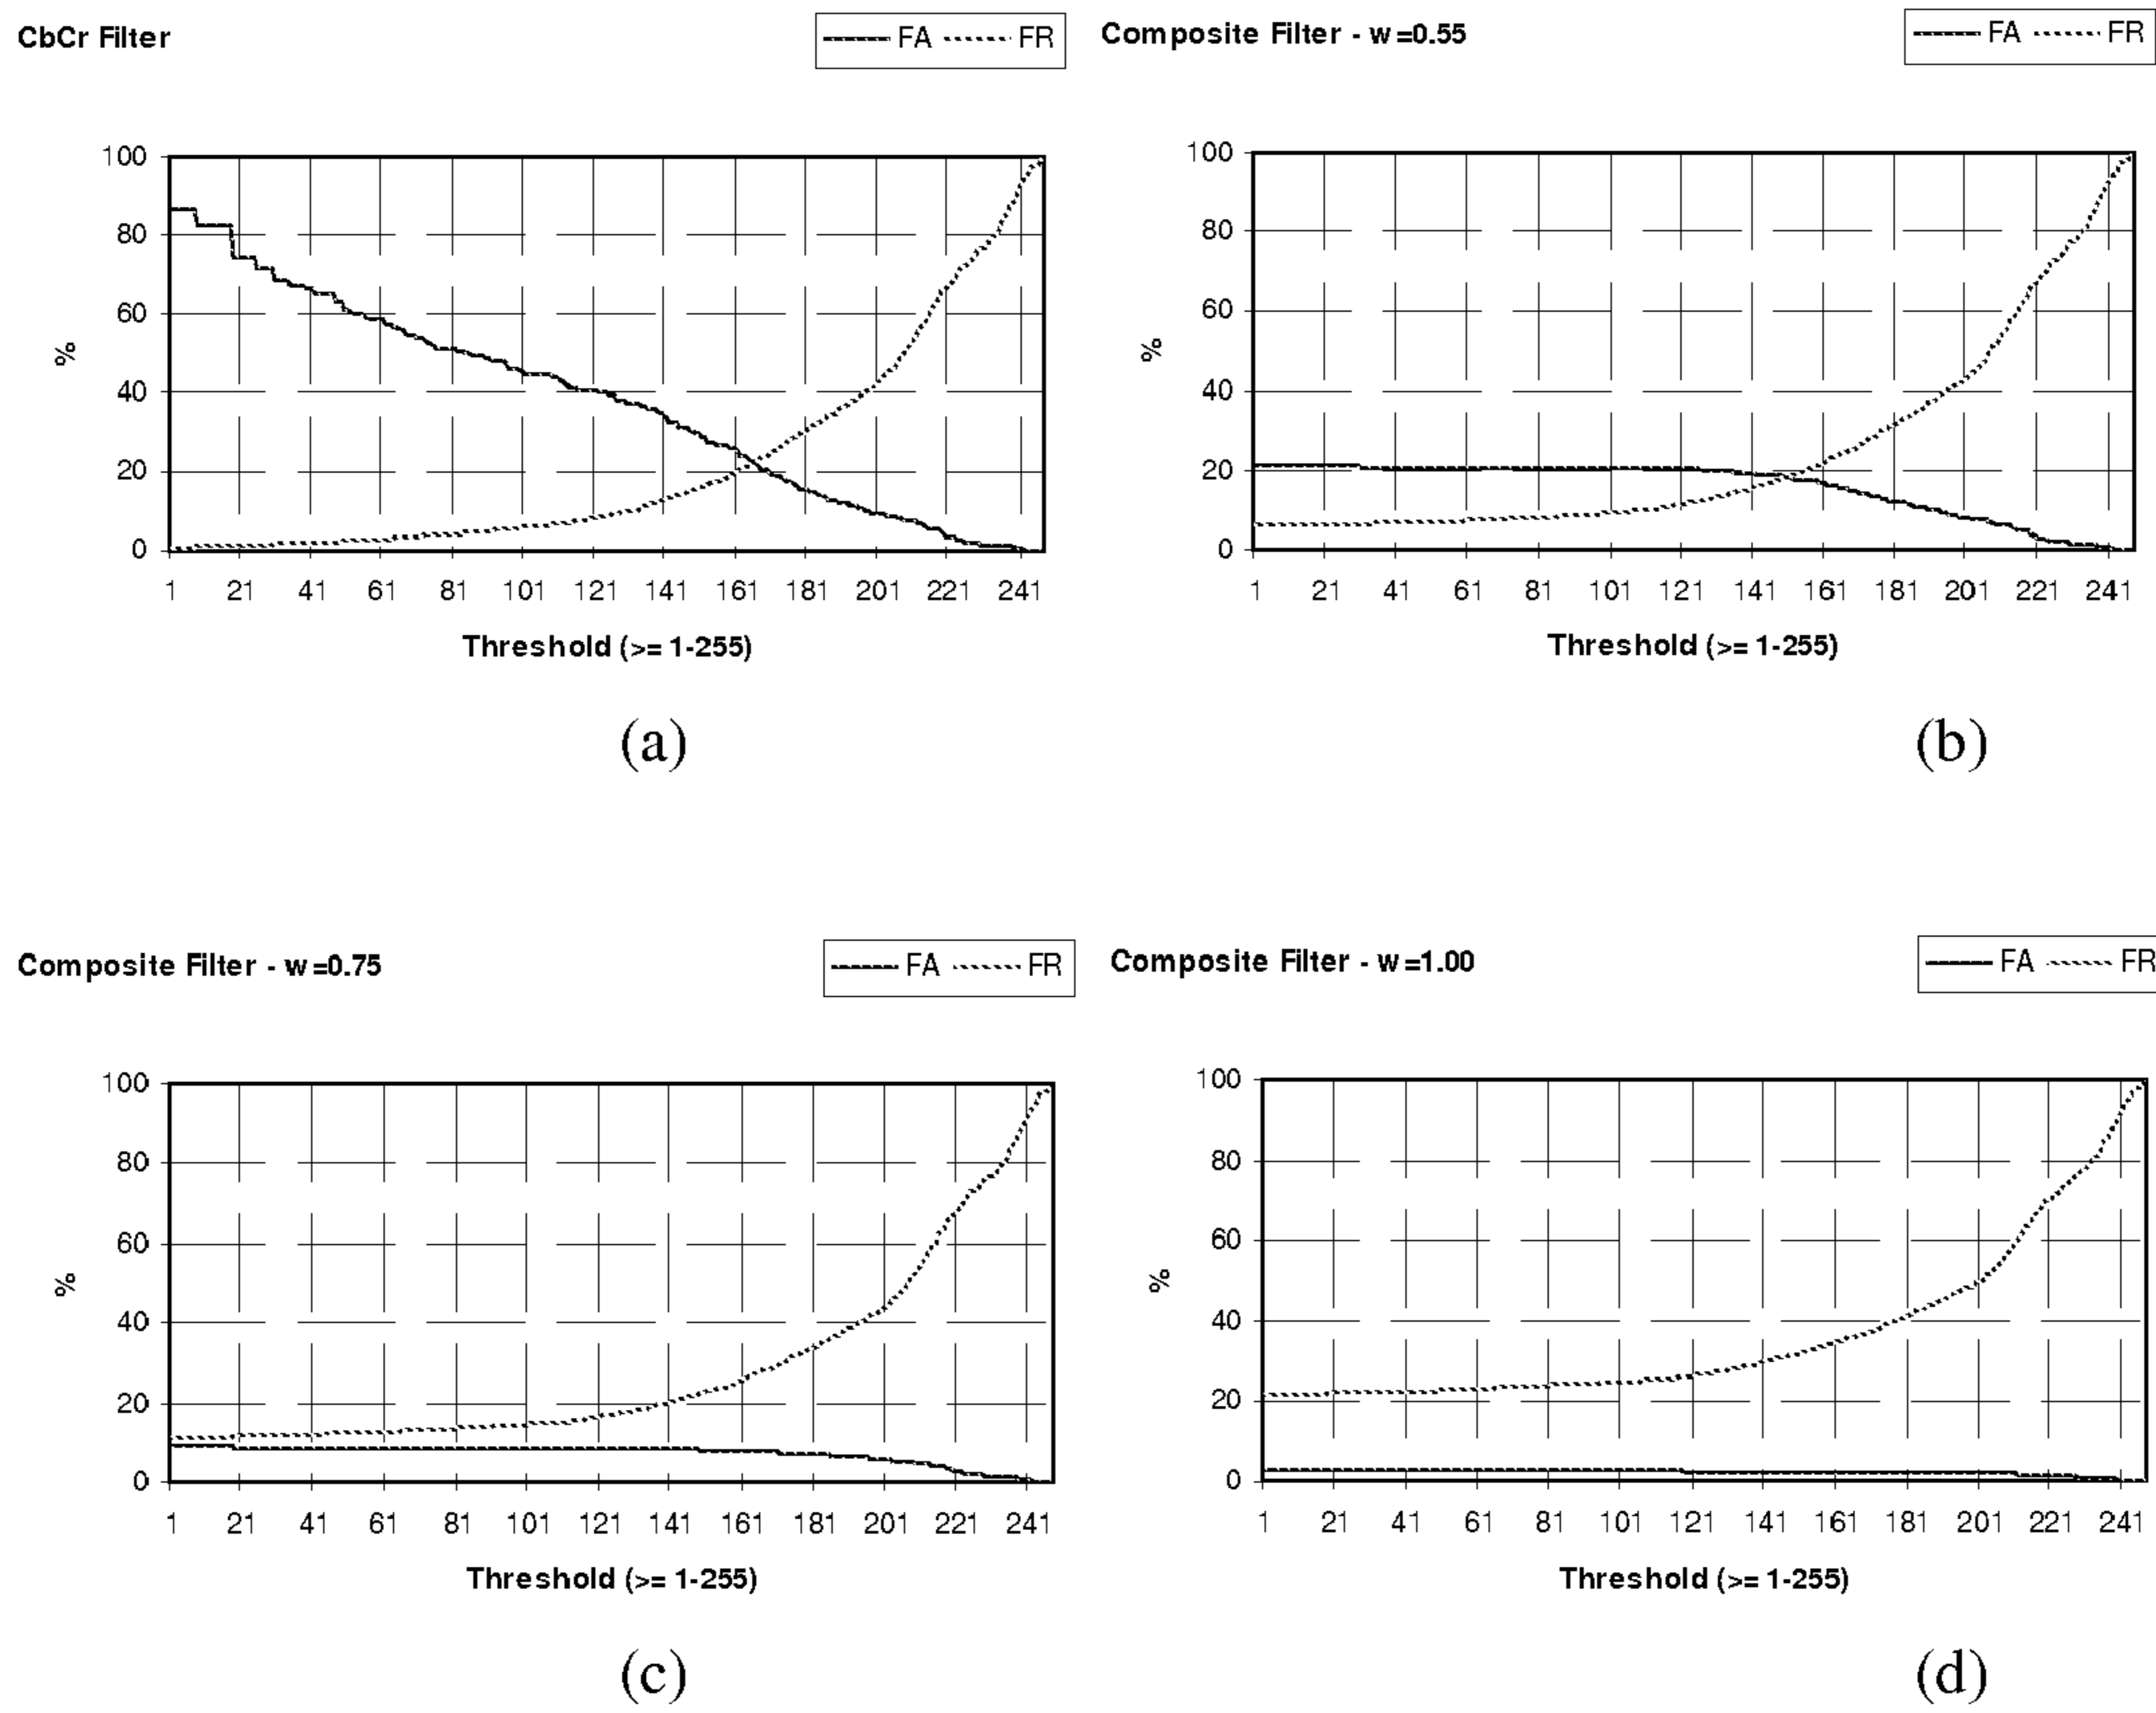 CbCr Filter
FA FR
100
80
60
40
20
0
%
1 21 41 61 81 101 121 141 161 181 201 221 241
Threshold (>= 1-255)
(a)
Composite Filter - w=0.55
FA FR
100
80
60
40
20
0
%
1 21 41 61 81 101 121 141 161 181 201 221 241
Threshold (>= 1-255)
(b)
Composite Filter - w=0.75
FA FR
100
80
60
40
20
0
%
1 21 41 61 81 101 121 141 161 181 201 221 241
Threshold (>= 1-255)
(c)
Composite Filter - w=1.00
FA FR
100
80
60
40
20
0
%
1 21 41 61 81 101 121 141 161 181 201 221 241
Threshold (>= 1-255)
(d)